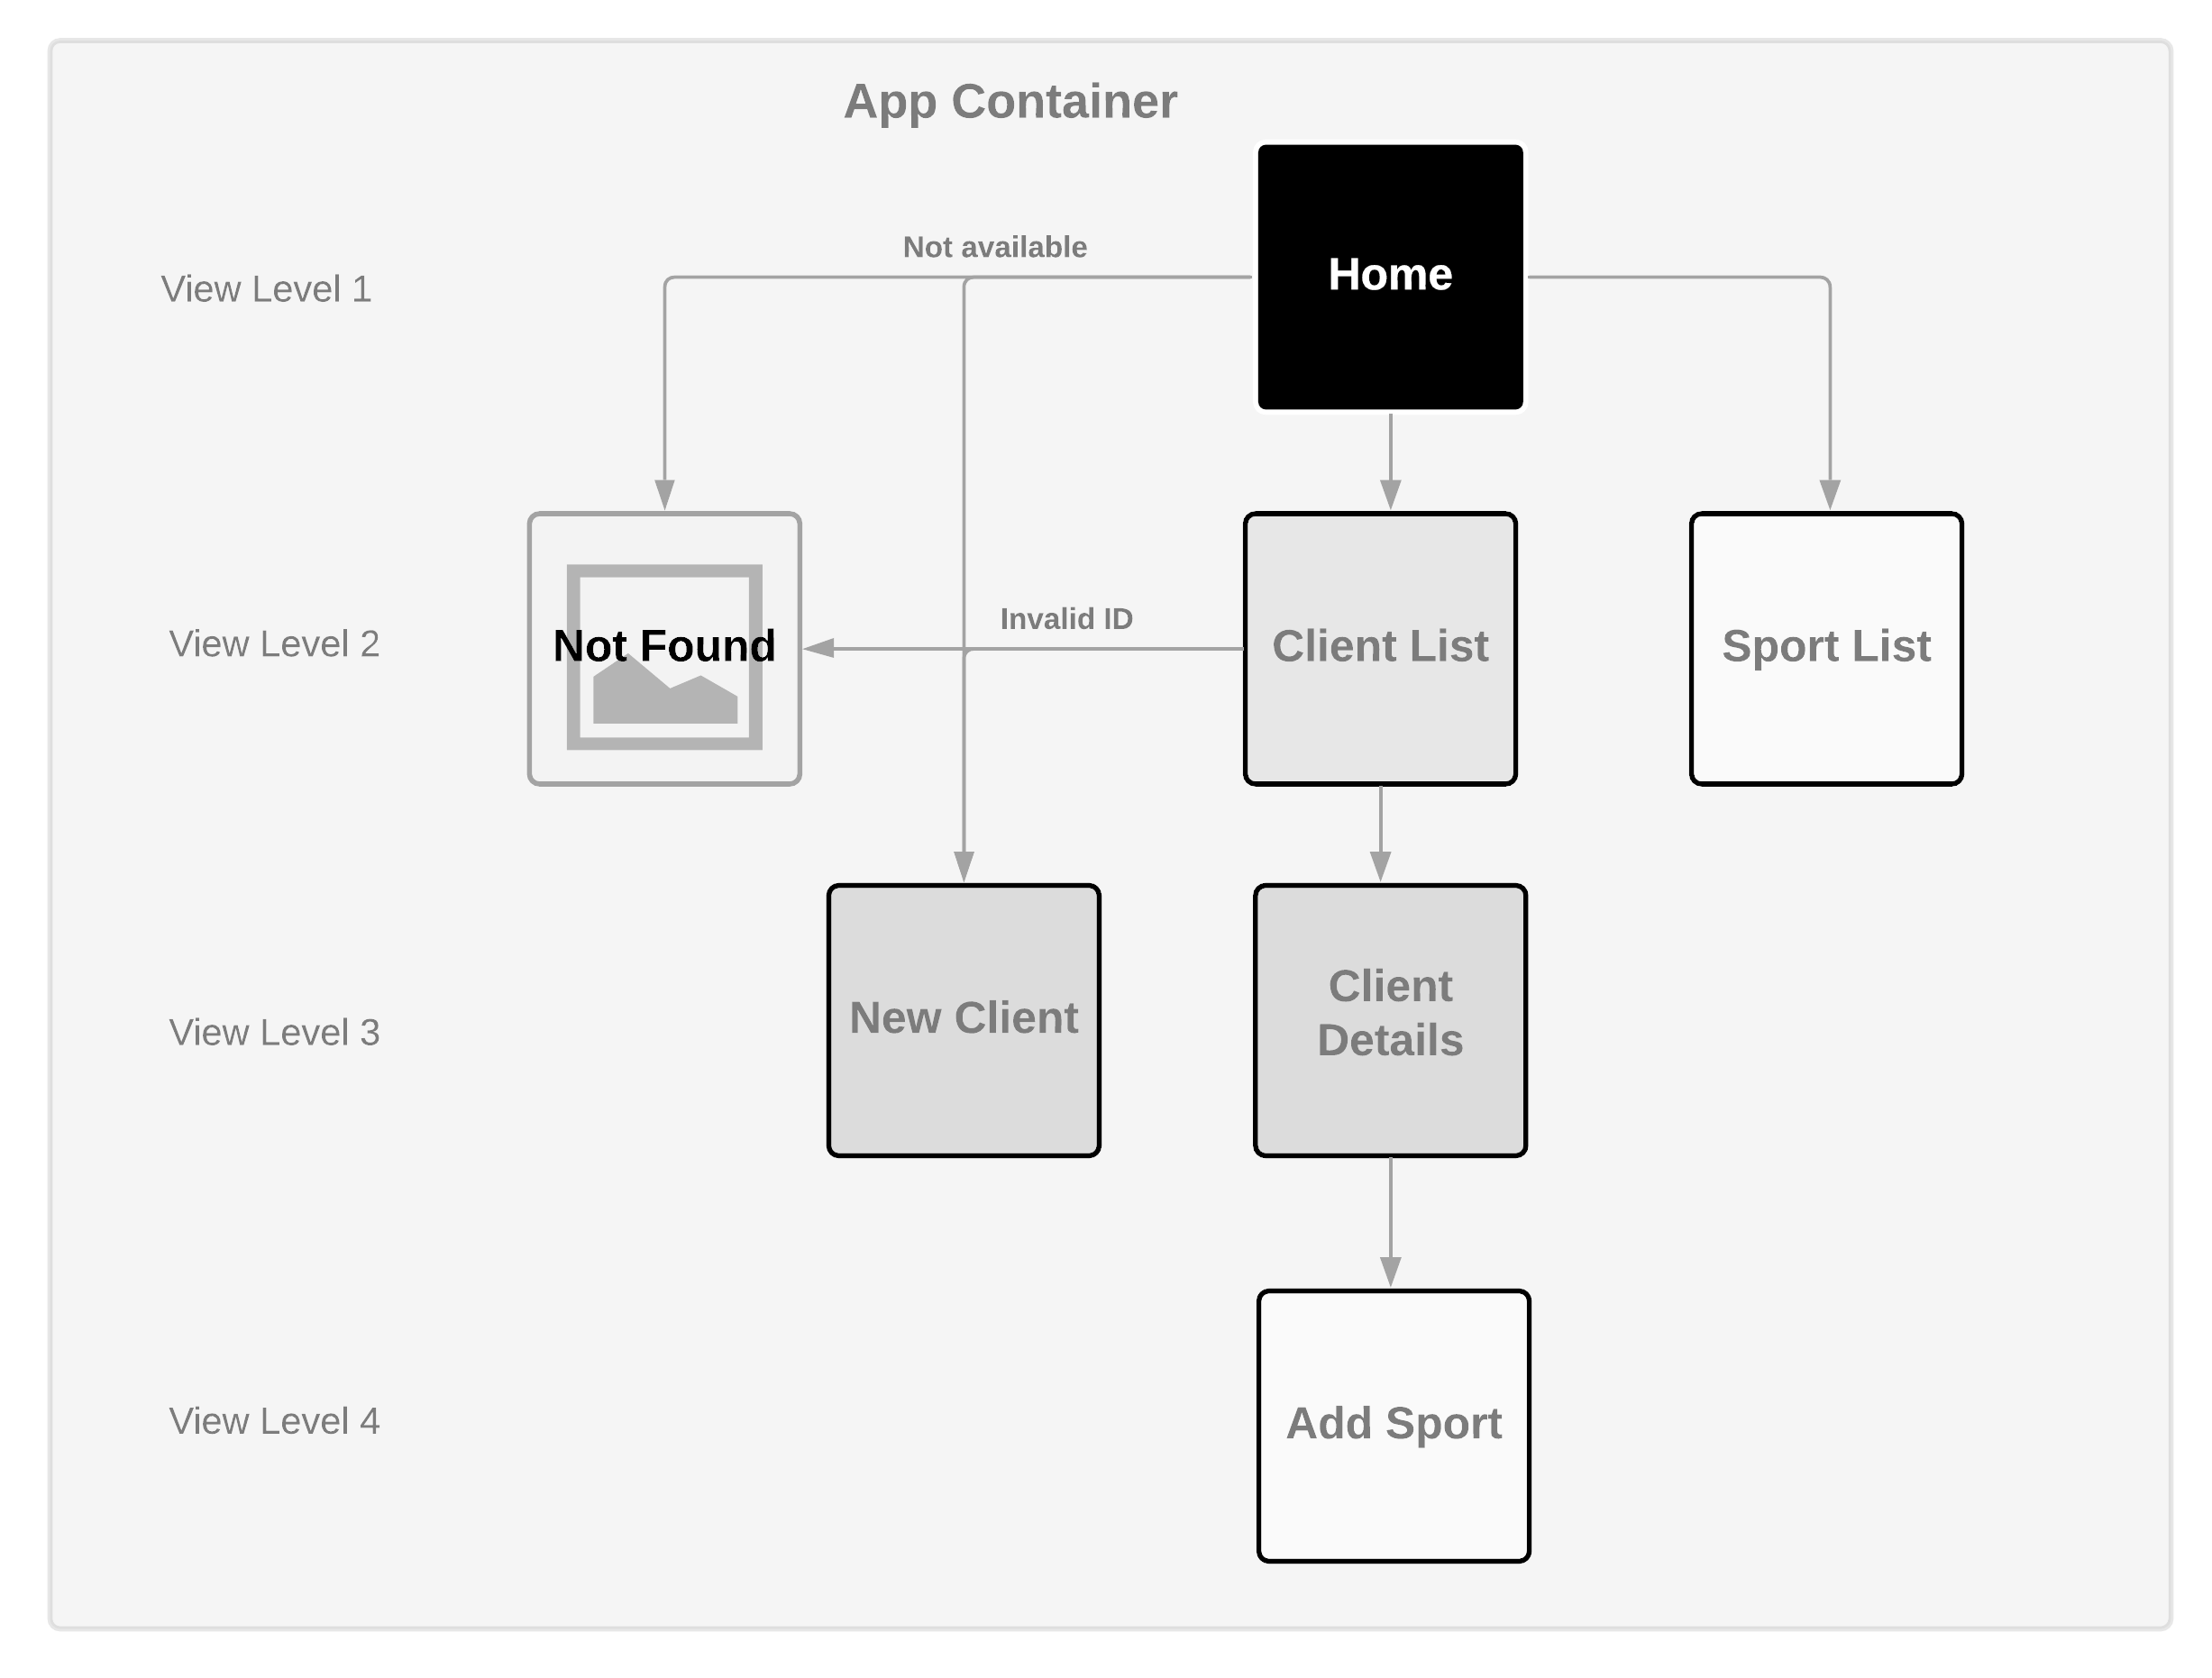 App Container
Not available
Home
View Level 1
Invalid ID
View Level 2
Not Found
Client List
Sport List
View Level 3
New Client
Client
Details
View Level 4
Add Sport